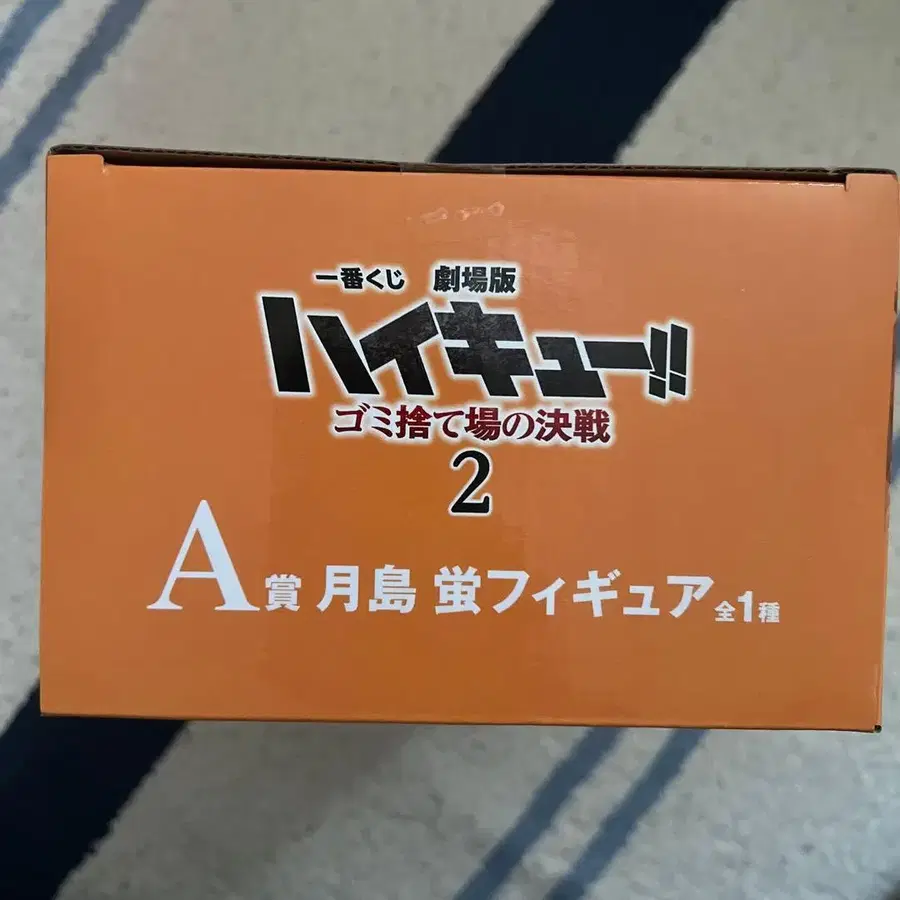 一番くじ 劇場版
ハイキュー!!
ゴミ捨て場の決戦
2
A賞 月島 蛍フィギュア 全1種